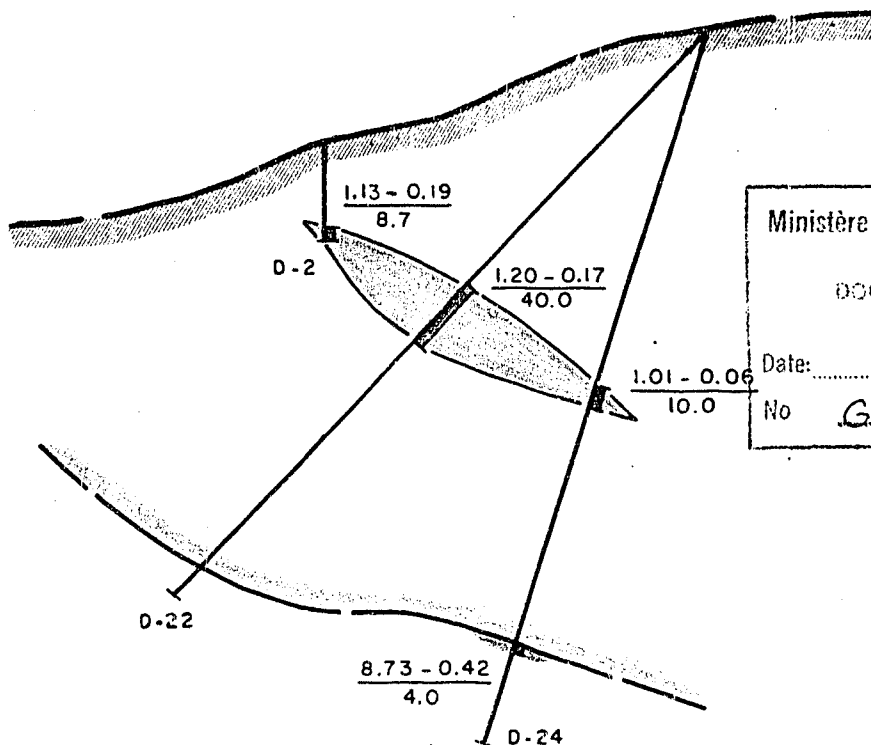 1.13 - 0.19
8.7
D-2
1.20 - 0.17
40.0
1.01 - 0.06
10.0
Ministère
Date:
No
D-22
8.73 - 0.42
4.0
D-24